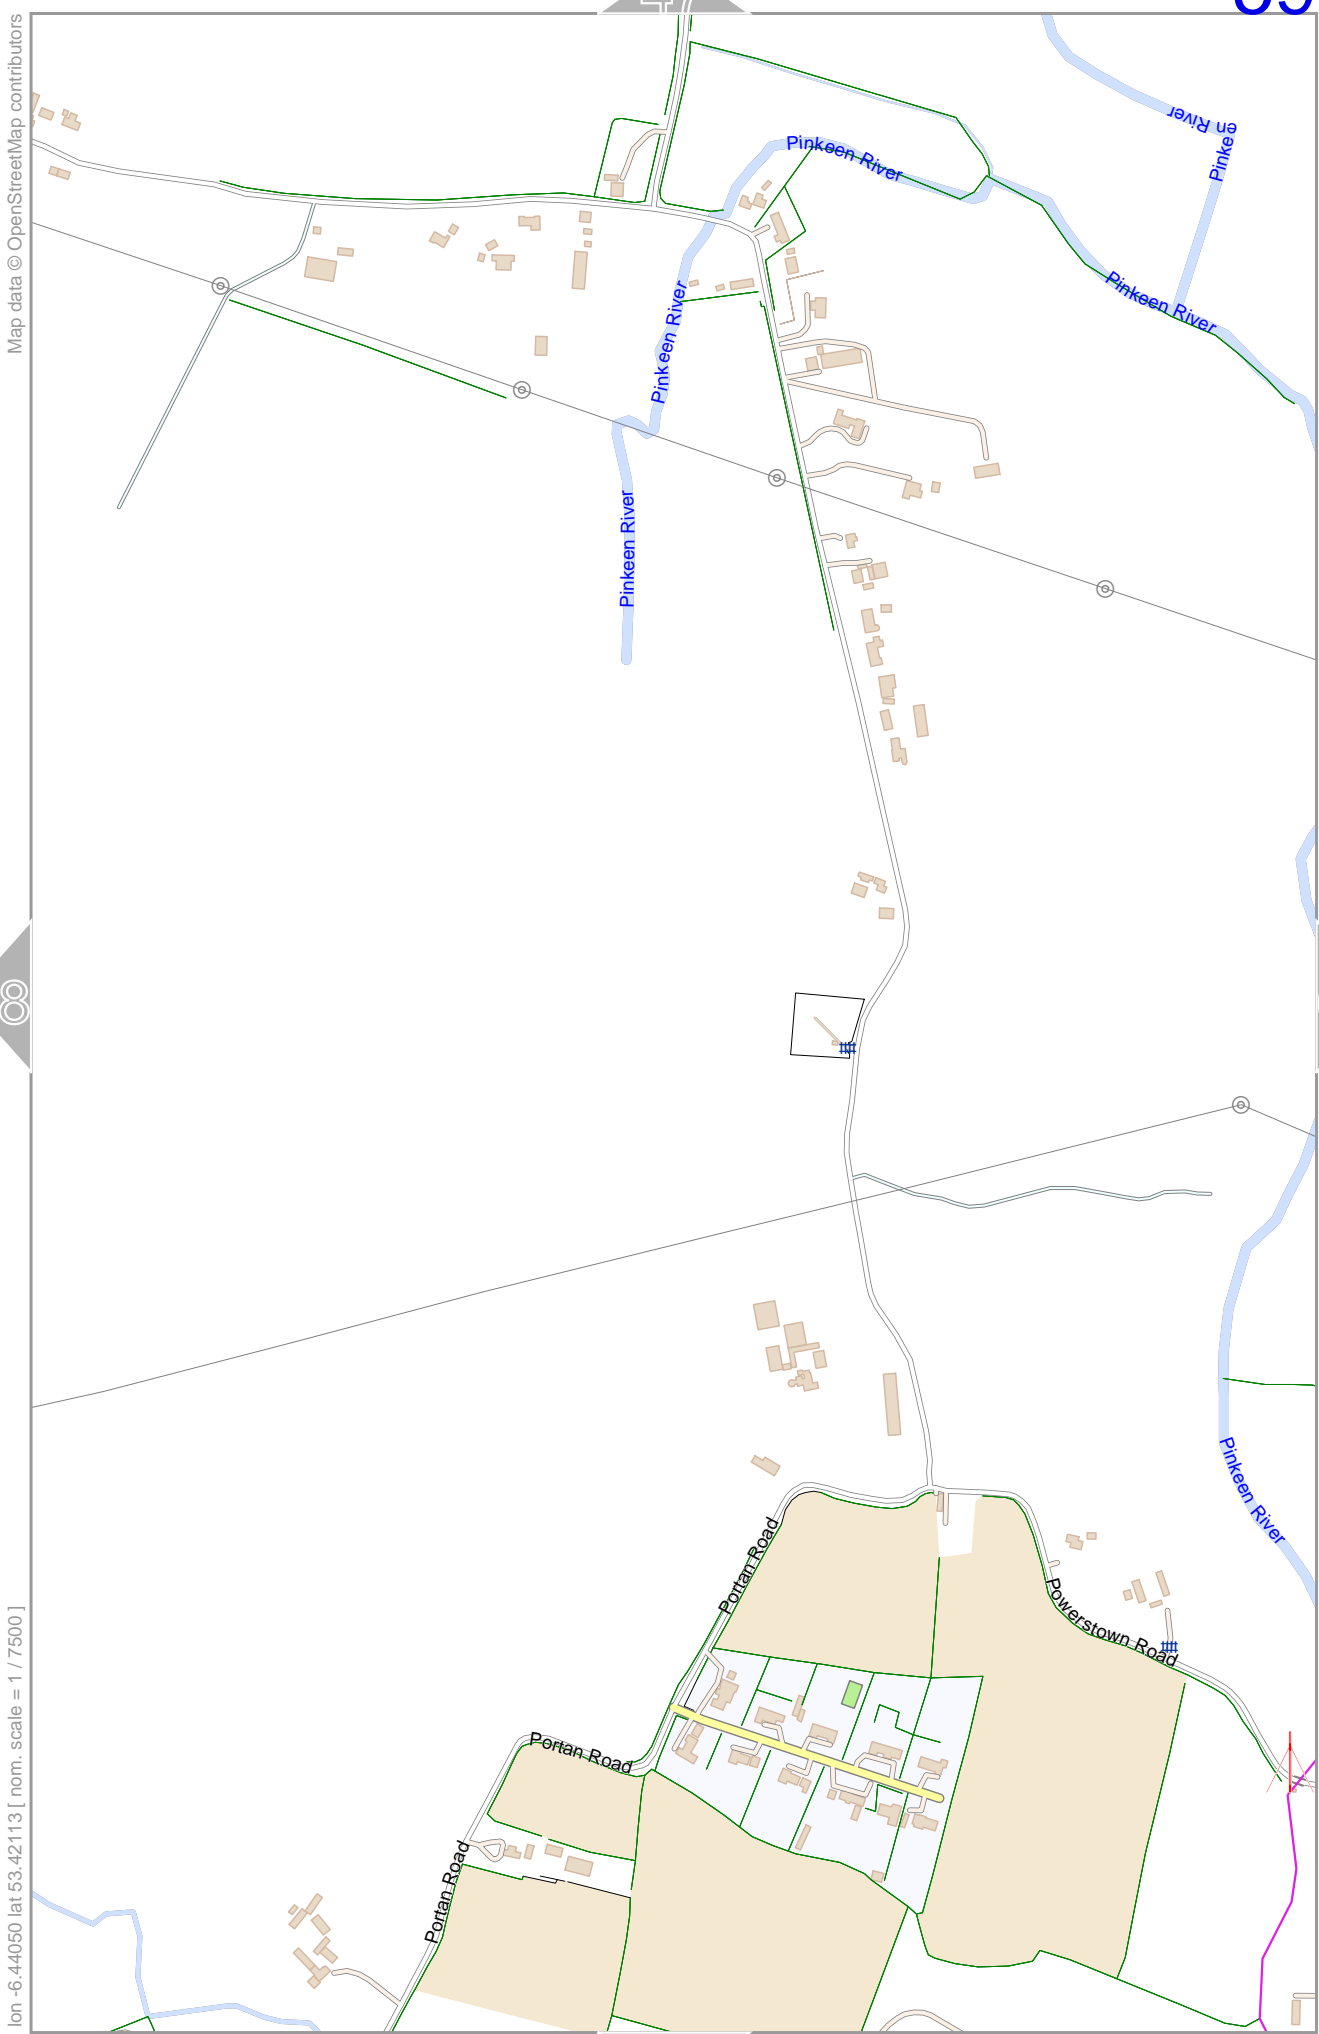 Map data © OpenStreetMap contributors
en River
Pinke
Pinkeen River
Pinkeen River
Pinkeen River
Pinkeen River
8
Pinkeen River
Portan Road
Powerstown Road
Portan Road
Portan Road
lon -6.44050 lat 53.42113 [ nom. scale = 1 / 7500 ]